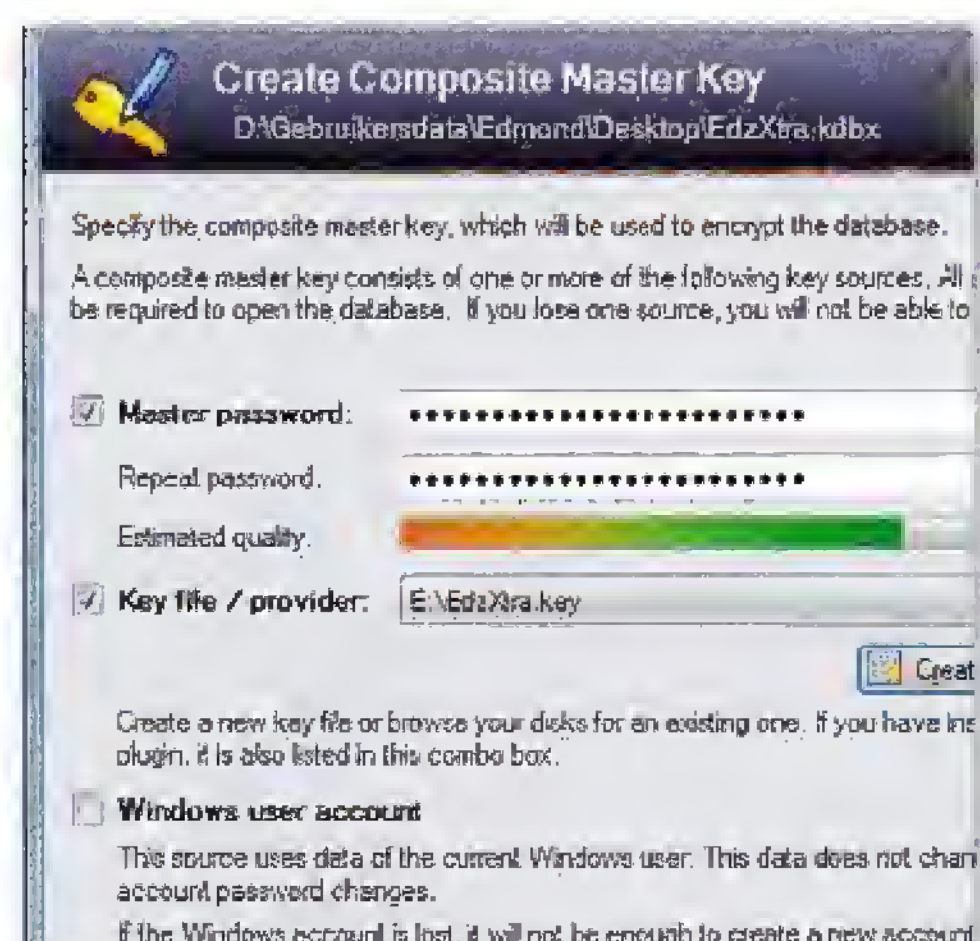 Create Composite Master Key
D:\Gebruikersdata\Edmond\Desktop\EdzXtra.kdbx
Specify the composite master key, which will be used to encrypt the database.
A composite master key consists of one or more of the following key sources. All
be required to open the database. If you lose one source, you will not be able to
Master password:
Repeat password:
Estimated quality:
Key file / provider:
E:\EdzXtra.key
Creat
Create a new key file or browse your disks for an existing one. If you have ins
plugin, it is also listed in this combo box.
Windows user account
This source uses data of the current Windows user. This data does not chan
account password changes.
If the Windows account is lost, it will not be enough to create a new account